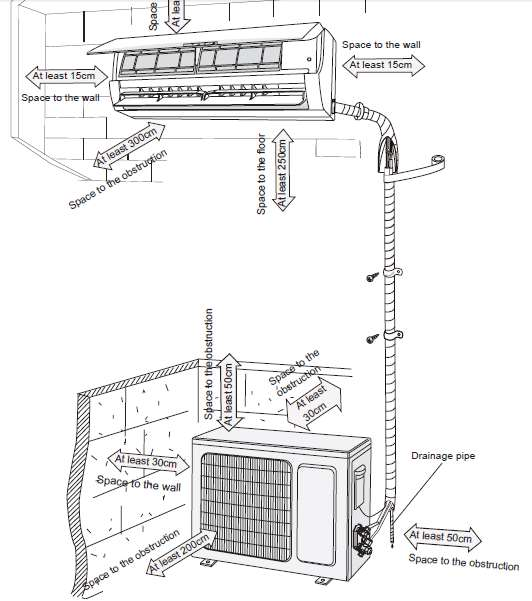 Space
At lea
Space to the wall
At least 15cm
At least 15cm
Space to the wall
At least 300cm
Space to the obstruction
Space to the floor
At least 250cm
Space to the obstruction
At least 50cm
Space to the
obstruction
At least
30cm
Drainage pipe
At least 30cm
Space to the wall
At least 50cm
Space to the obstruction
Space to the obstruction
At least 200cm